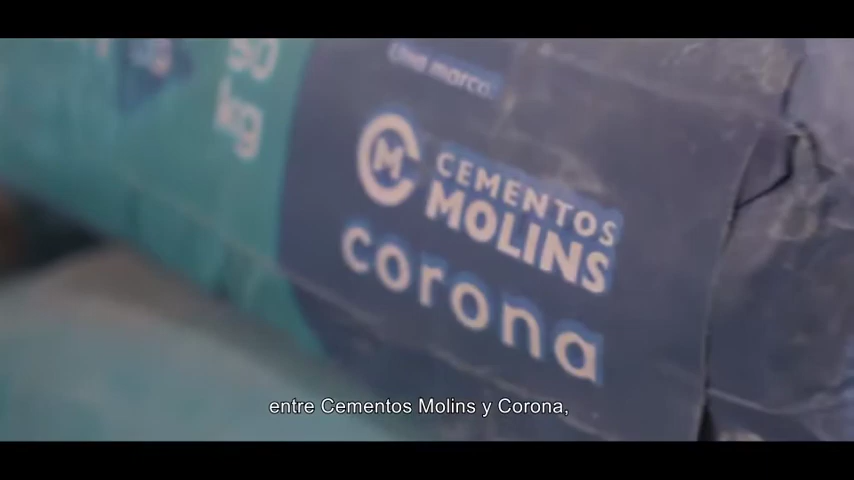 50
kg
Una marca:
CEMENTOS
MOLINS
corona
entre Cementos Molins y Corona,